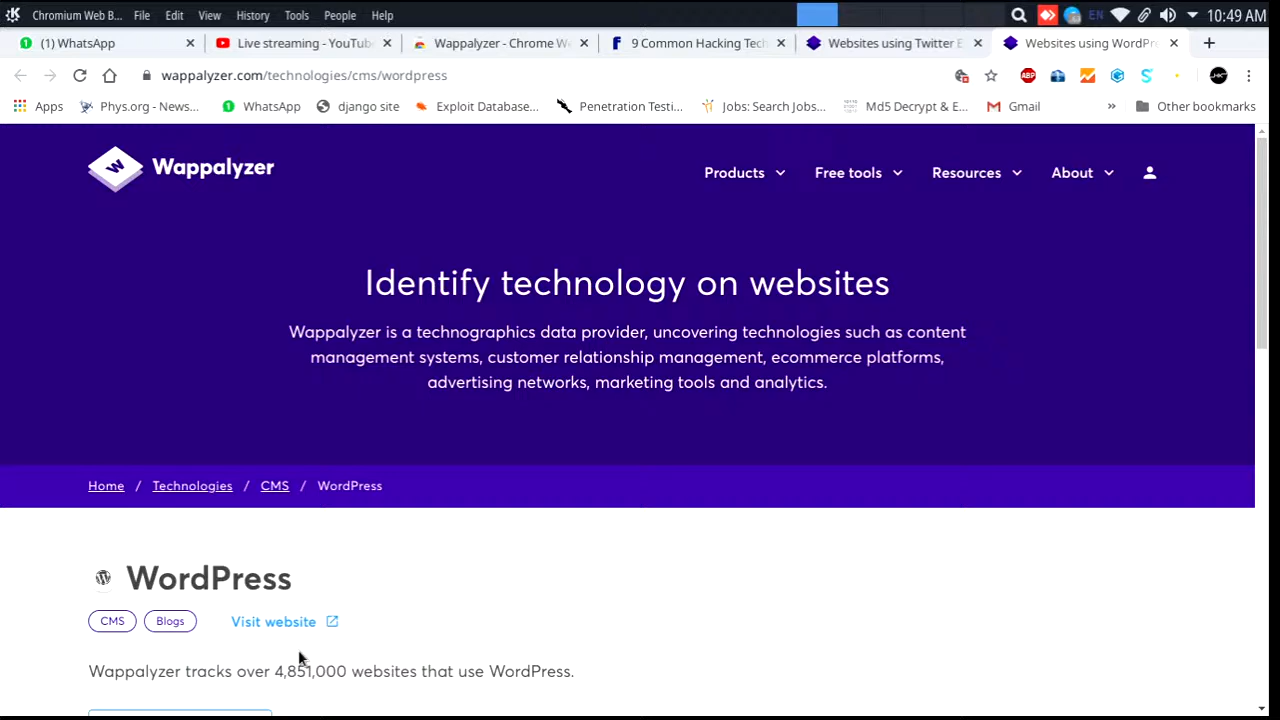 Chromium Web B... File Edit View History Tools People Help EN 10:49 AM
(1) WhatsApp Live streaming - YouTub Wappalyzer - Chrome We 9 Common Hacking Tech Websites using Twitter E Websites using WordPre
wappalyzer.com/technologies/cms/wordpress ABP
Apps Phys.org - News... WhatsApp django site Exploit Database... Penetration Testi... Jobs: Search Jobs... Md5 Decrypt & E... Gmail » Other bookmarks
W Wappalyzer Products Free tools Resources About
Identify technology on websites
Wappalyzer is a technographics data provider, uncovering technologies such as content
management systems, customer relationship management, ecommerce platforms,
advertising networks, marketing tools and analytics.
Home / Technologies / CMS / WordPress
WordPress
CMS Blogs Visit website
Wappalyzer tracks over 4,851,000 websites that use WordPress.